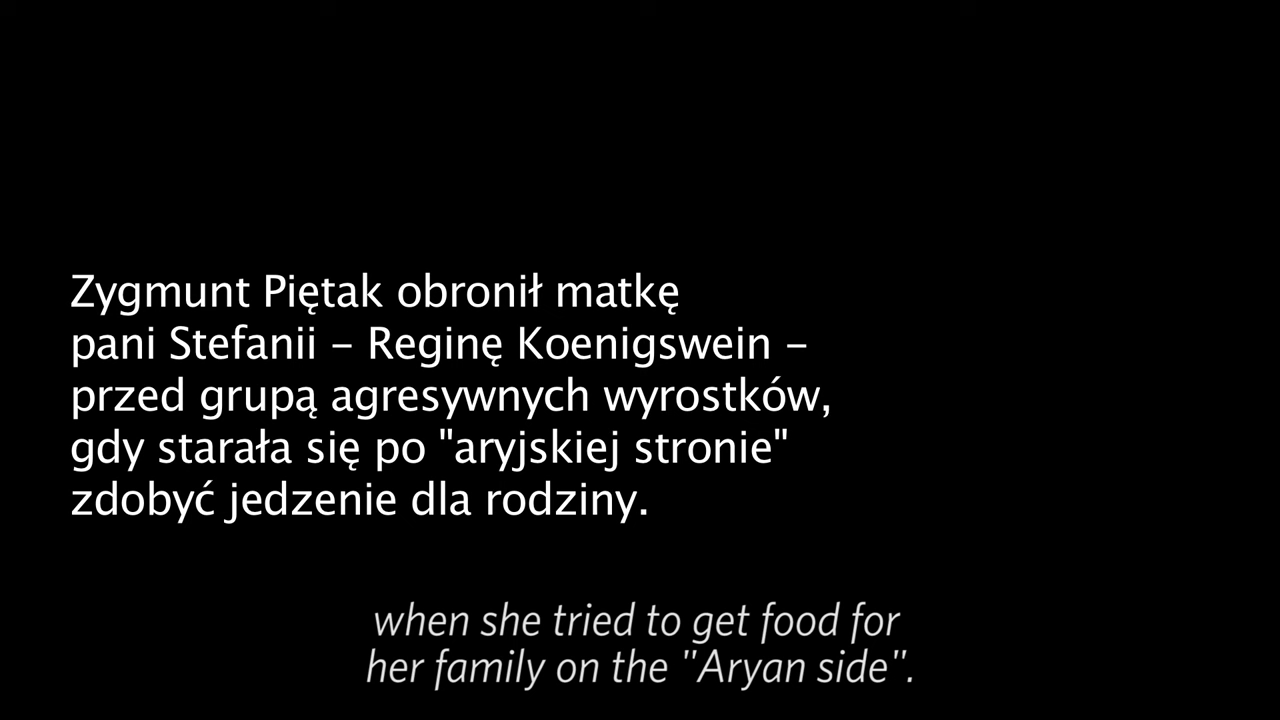 Zygmunt Piętak obronił matkę
pani Stefanii – Reginę Koenigswein –
przed grupą agresywnych wyrostków,
gdy starała się po "aryjskiej stronie"
zdobyć jedzenie dla rodziny.
when she tried to get food for
her family on the "Aryan side".